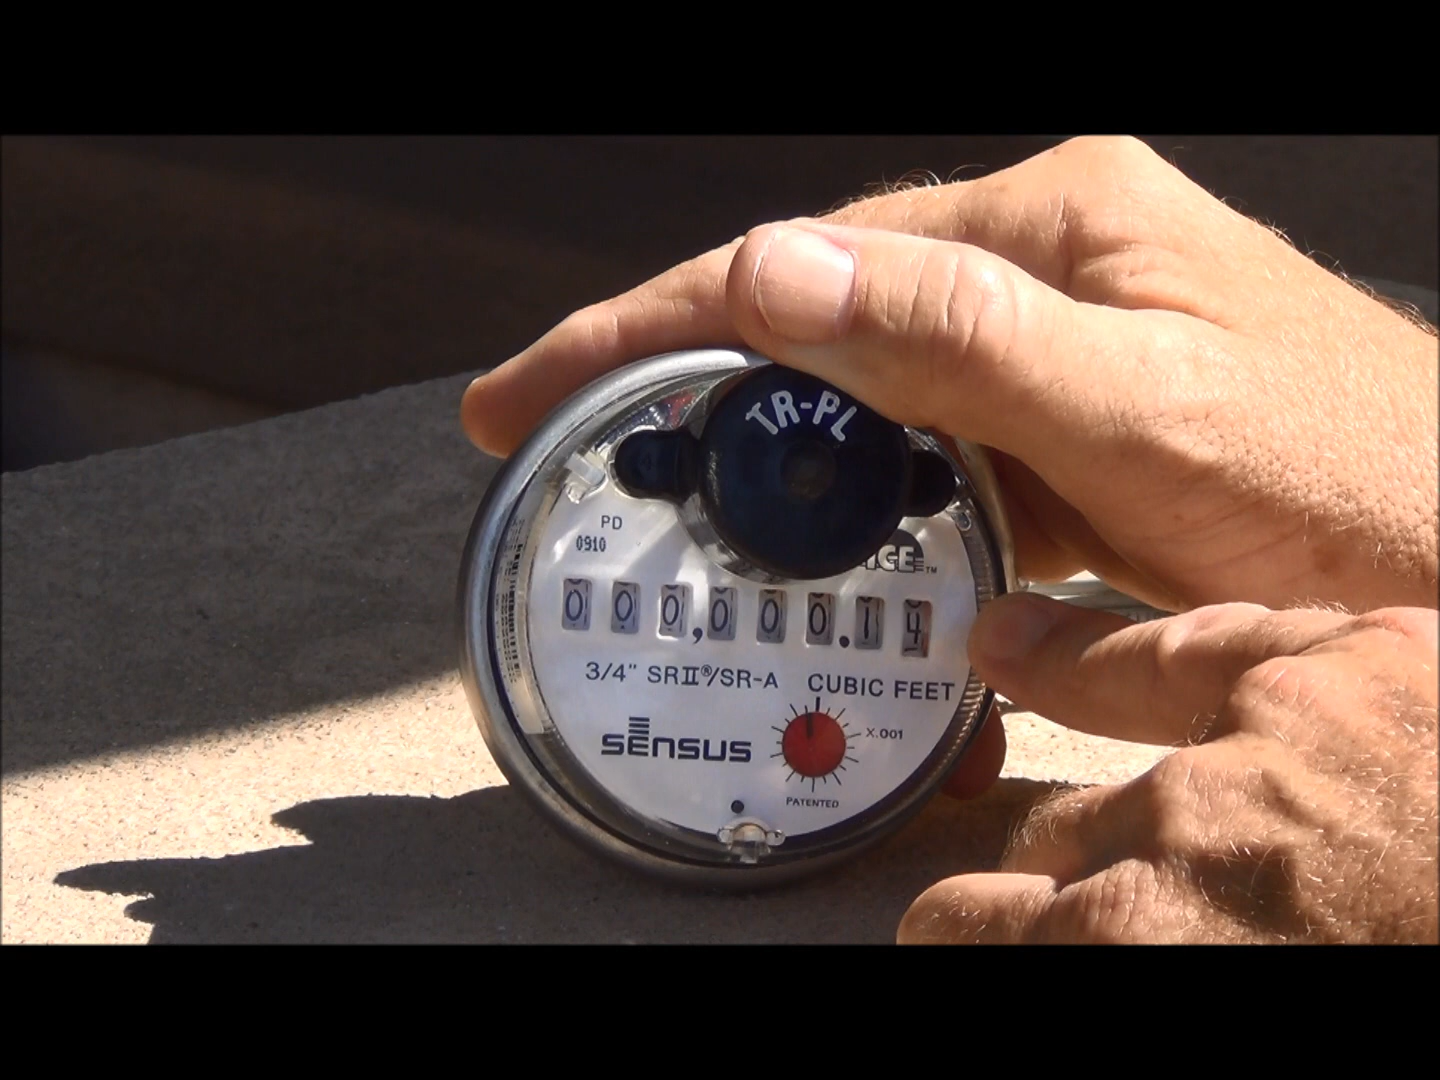 TR-PL
PD
0910
000,000.14
3/4" SRII®/SR-A CUBIC FEET
SENSUS
X.001
PATENTED